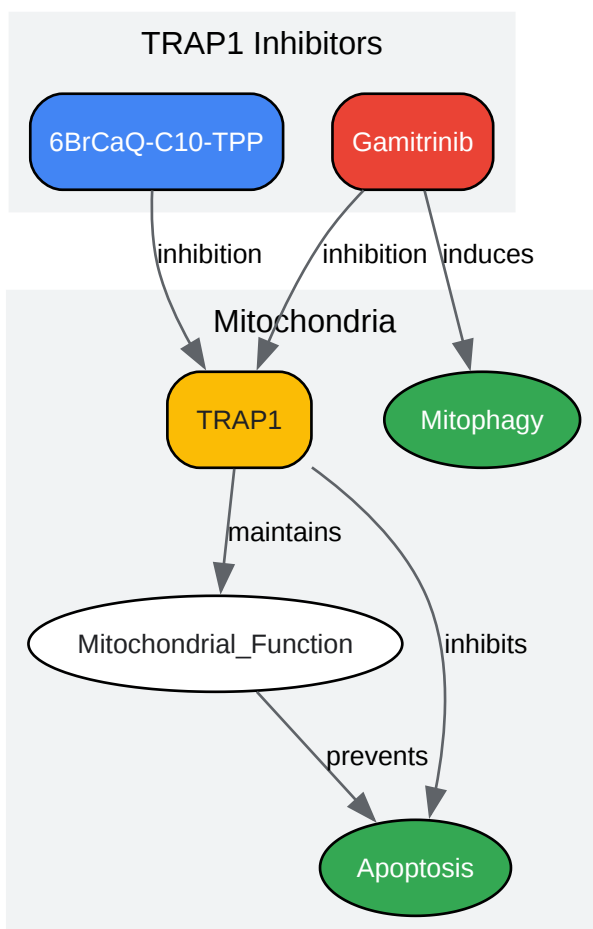 TRAP1 Inhibitors
6BrCaQ-C10-TPP
Gamitrinib
inhibition
inhibition
induces
Mitochondria
TRAP1
Mitophagy
maintains
Mitochondrial_Function
inhibits
prevents
Apoptosis